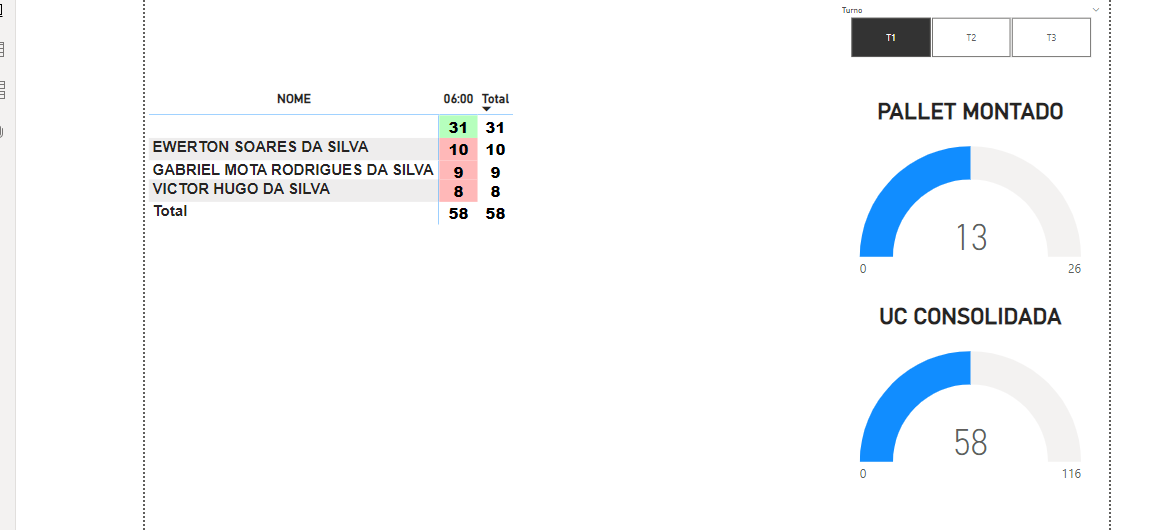 Turno
T1 T2 T3
NOME 06:00 Total
31 31
EWERTON SOARES DA SILVA 10 10
GABRIEL MOTA RODRIGUES DA SILVA 9 9
VICTOR HUGO DA SILVA 8 8
Total 58 58
PALLET MONTADO
13
0 26
UC CONSOLIDADA
58
0 116